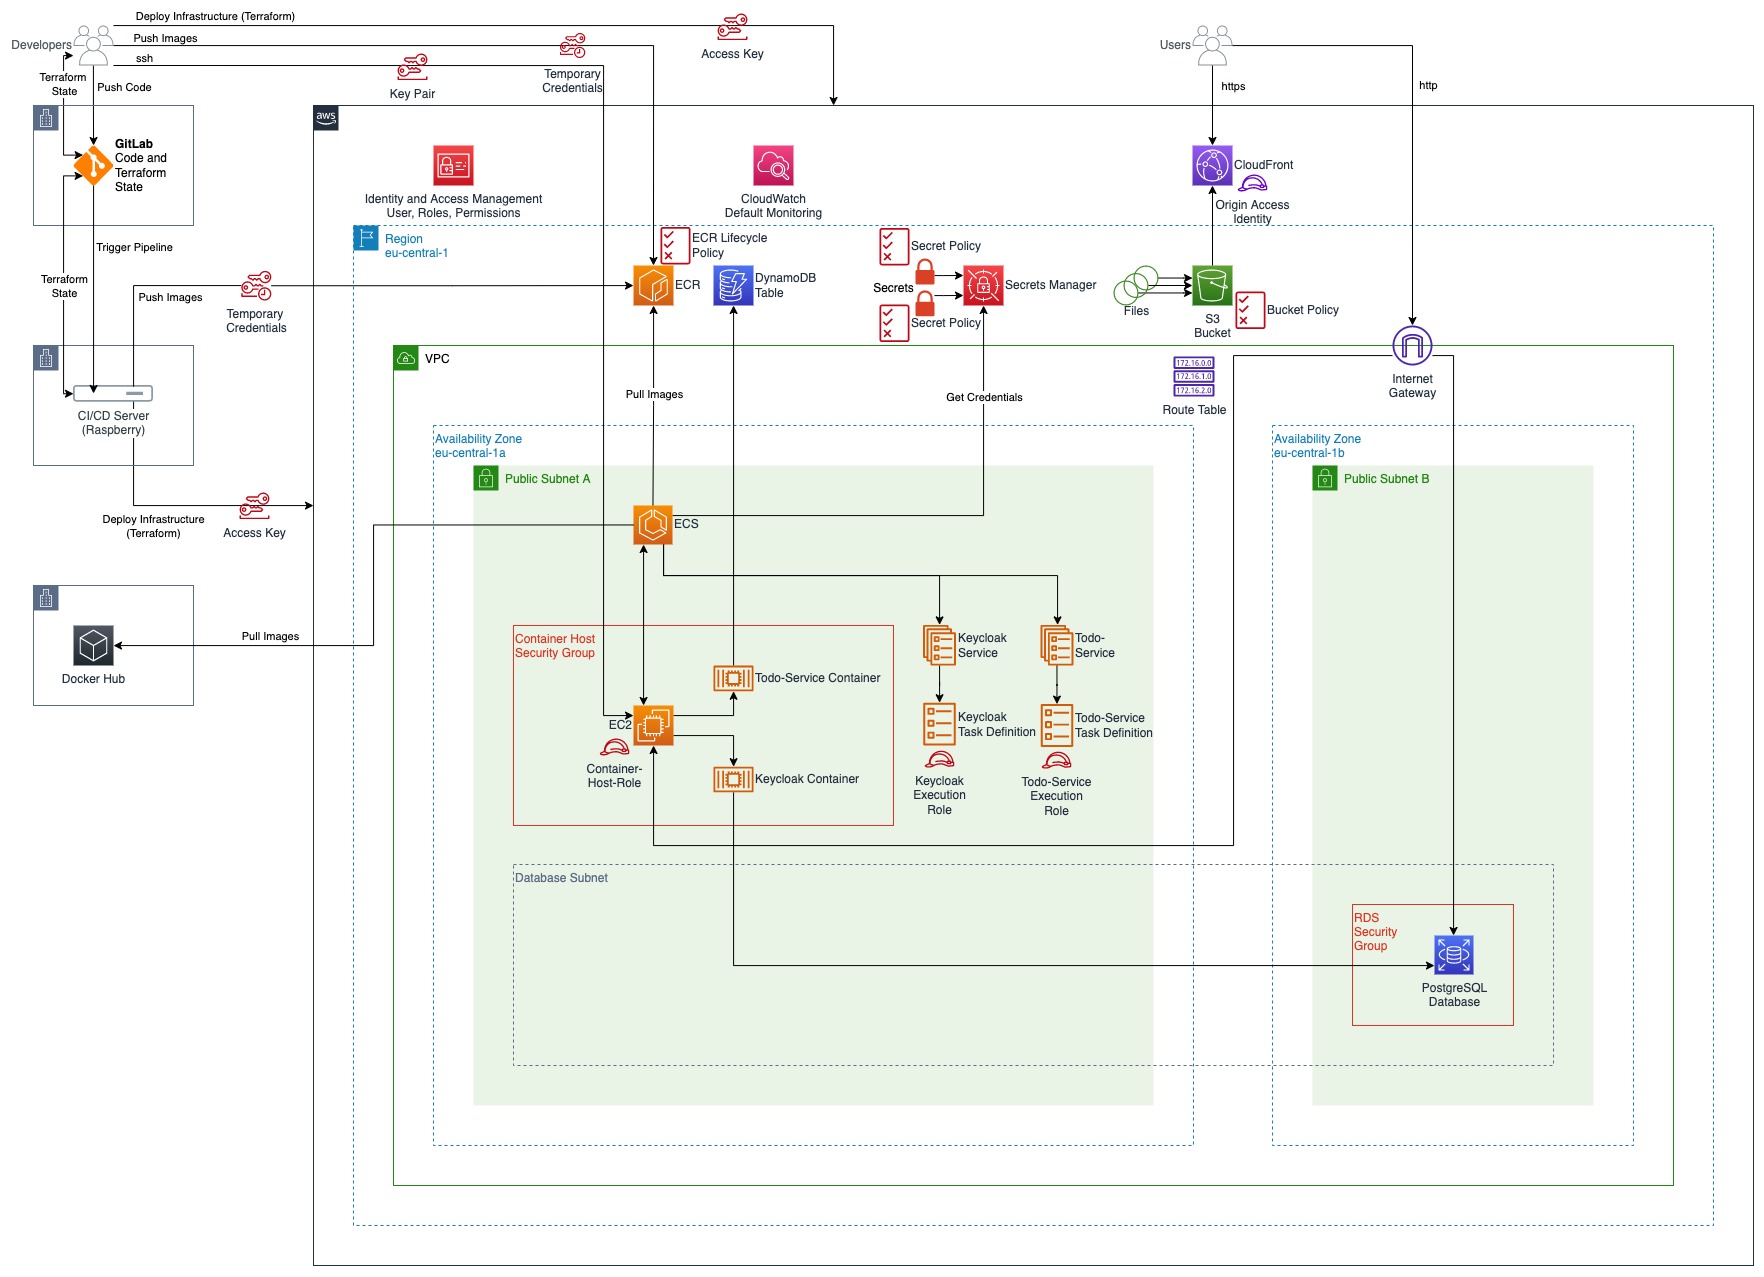 Deploy Infrastructure (Terraform)
Developers
Push Images
ssh
Access Key
Temporary
Credentials
Key Pair
Terraform
State
Push Code
Users
https
http
GitLab
Code and
Terraform
State
aws
Identity and Access Management
User, Roles, Permissions
CloudWatch
Default Monitoring
CloudFront
Origin Access
Identity
Trigger Pipeline
Region
eu-central-1
ECR Lifecycle
Policy
ECR
DynamoDB
Table
Secret Policy
Secrets
Secret Policy
Secrets Manager
Files
S3
Bucket
Bucket Policy
Terraform
State
Push Images
Temporary
Credentials
VPC
172.16.0.0
172.16.1.0
172.16.2.0
Route Table
Internet
Gateway
CI/CD Server
(Raspberry)
Pull Images
Get Credentials
Availability Zone
eu-central-1a
Availability Zone
eu-central-1b
Public Subnet A
Public Subnet B
Deploy Infrastructure
(Terraform)
Access Key
ECS
Pull Images
Docker Hub
Container Host
Security Group
Todo-Service Container
Keycloak
Service
Todo-
Service
EC2
Container-
Host-Role
Keycloak Container
Keycloak
Task Definition
Todo-Service
Task Definition
Keycloak
Execution
Role
Todo-Service
Execution
Role
Database Subnet
RDS
Security
Group
PostgreSQL
Database